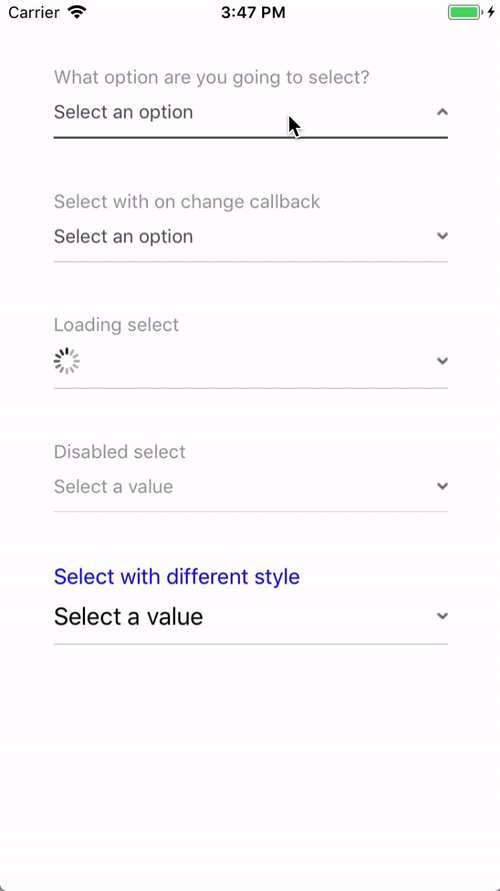 Carrier 3:47 PM
What option are you going to select?
Select an option
Select with on change callback
Select an option
Loading select
Disabled select
Select a value
Select with different style
Select a value